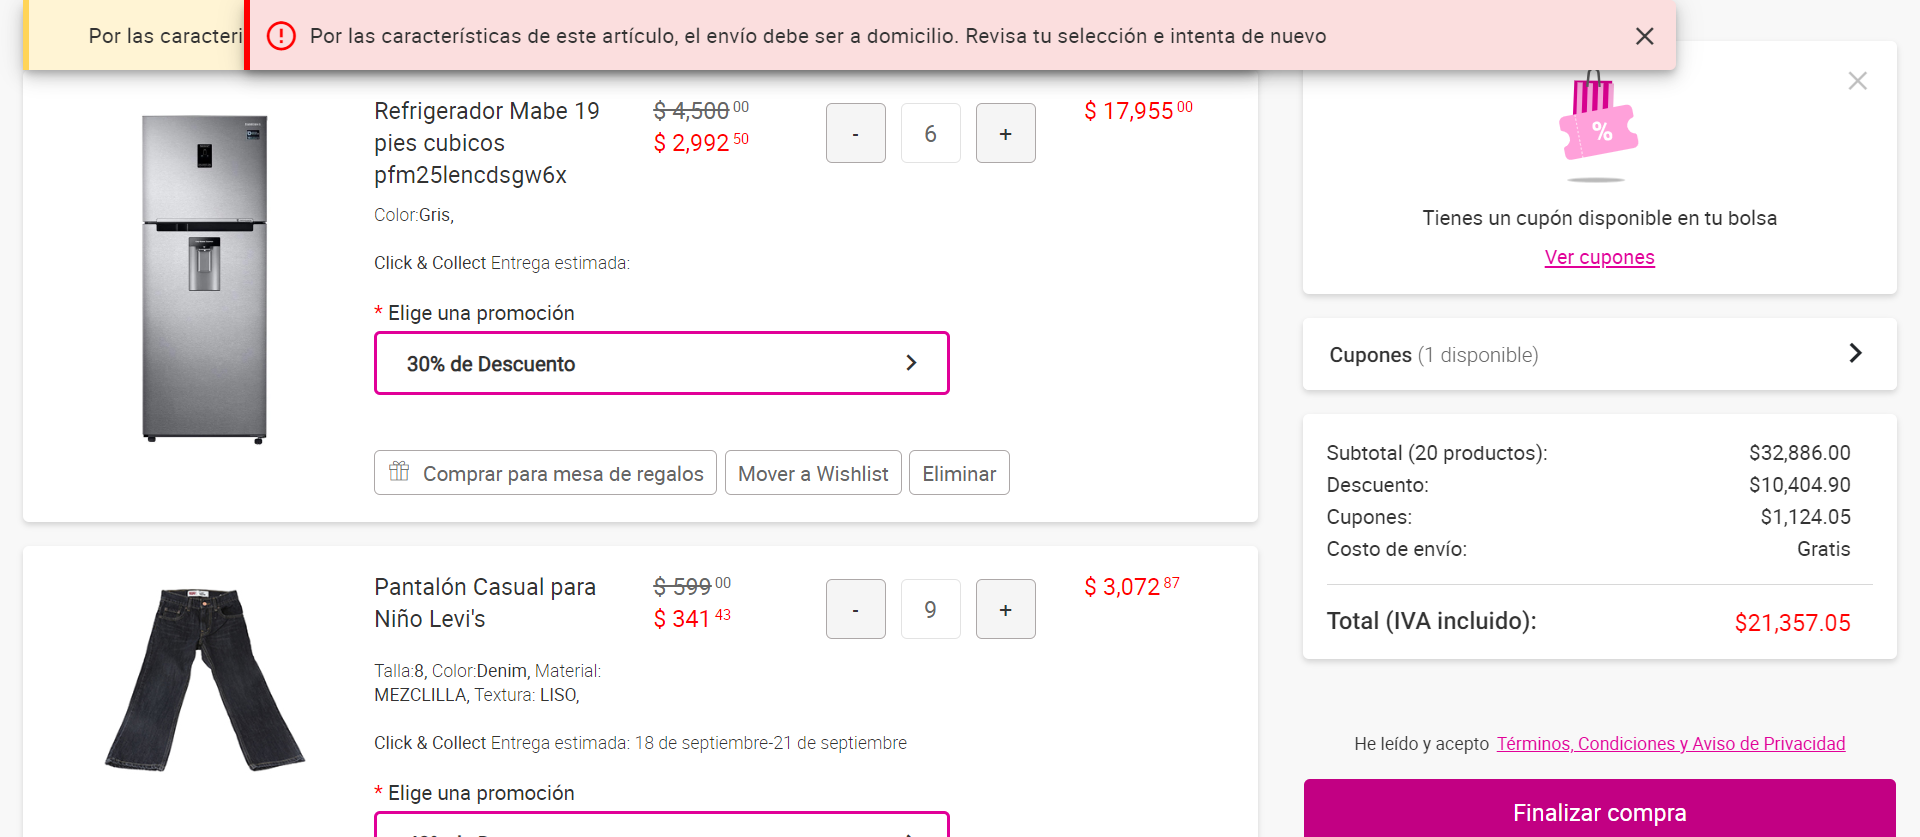 Por las caracteri
Por las características de este artículo, el envío debe ser a domicilio. Revisa tu selección e intenta de nuevo
Refrigerador Mabe 19
pies cubicos
pfm25lencdsgw6x
$ 4,500 00
$ 2,992 50
-
6
+
$ 17,955 00
Color:Gris,
Click & Collect Entrega estimada:
* Elige una promoción
30% de Descuento
Comprar para mesa de regalos
Mover a Wishlist
Eliminar
Pantalón Casual para
Niño Levi's
$ 599 00
$ 341 43
-
9
+
$ 3,072 87
Talla:8, Color:Denim, Material:
MEZCLILLA, Textura: LISO,
Click & Collect Entrega estimada: 18 de septiembre-21 de septiembre
* Elige una promoción
%
Tienes un cupón disponible en tu bolsa
Ver cupones
Cupones (1 disponible)
Subtotal (20 productos): $32,886.00
Descuento: $10,404.90
Cupones: $1,124.05
Costo de envío: Gratis
Total (IVA incluido): $21,357.05
He leído y acepto Términos, Condiciones y Aviso de Privacidad
Finalizar compra